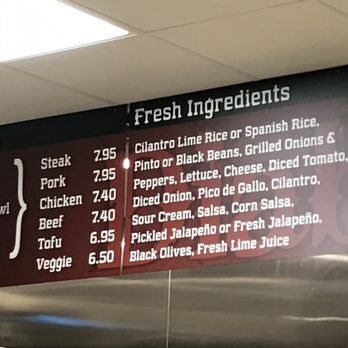 Steak 7.95
Pork 7.95
Chicken 7.40
Beef 7.40
Tofu 6.95
Veggie 6.50
Fresh Ingredients
Cilantro Lime Rice or Spanish Rice,
Pinto or Black Beans, Grilled Onions &
Peppers, Lettuce, Cheese, Diced Tomato,
Diced Onion, Pico de Gallo, Cilantro,
Sour Cream, Salsa, Corn Salsa,
Pickled Jalapeño or Fresh Jalapeño,
Black Olives, Fresh Lime Juice